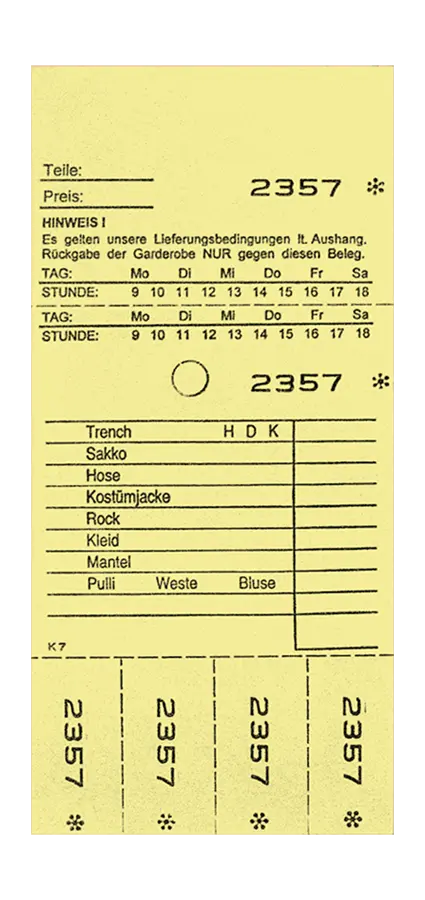 Teile:
2357 *
Preis:
HINWEIS !
Es gelten unsere Lieferungsbedingungen lt. Aushang.
Rückgabe der Garderobe NUR gegen diesen Beleg.
TAG: Mo Di Mi Do Fr Sa
STUNDE: 9 10 11 12 13 14 15 16 17 18
TAG: Mo Di Mi Do Fr Sa
STUNDE: 9 10 11 12 13 14 15 16 17 18
2357 *
Trench H D K
Sakko
Hose
Kostümjacke
Rock
Kleid
Mantel
Pulli Weste Bluse
K7
2357 *
2357 *
2357 *
2357 *